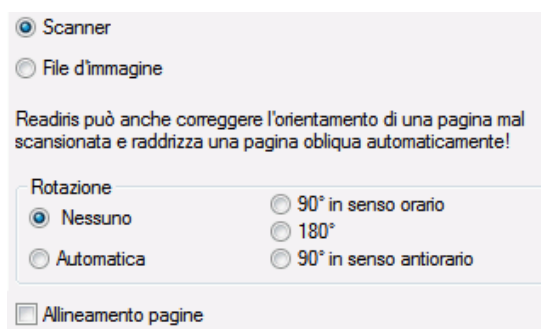 Scanner
File d'immagine
Readiris può anche correggere l'orientamento di una pagina mal
scansionata e raddrizza una pagina obliqua automaticamente!
Rotazione
Nessuno
Automatica
90° in senso orario
180°
90° in senso antiorario
Allineamento pagine